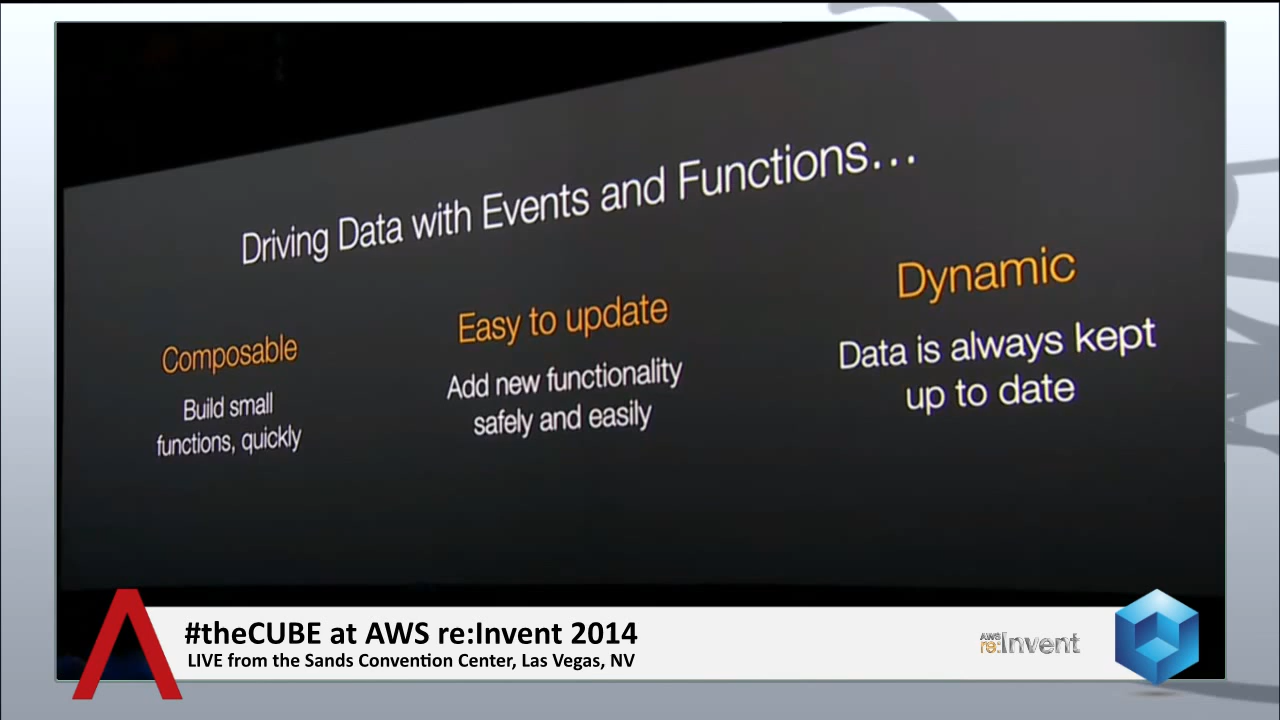 Driving Data with Events and Functions...
Composable
Build small
functions, quickly
Easy to update
Add new functionality
safely and easily
Dynamic
Data is always kept
up to date
#theCUBE at AWS re:Invent 2014
LIVE from the Sands Convention Center, Las Vegas, NV
AWS
re:Invent